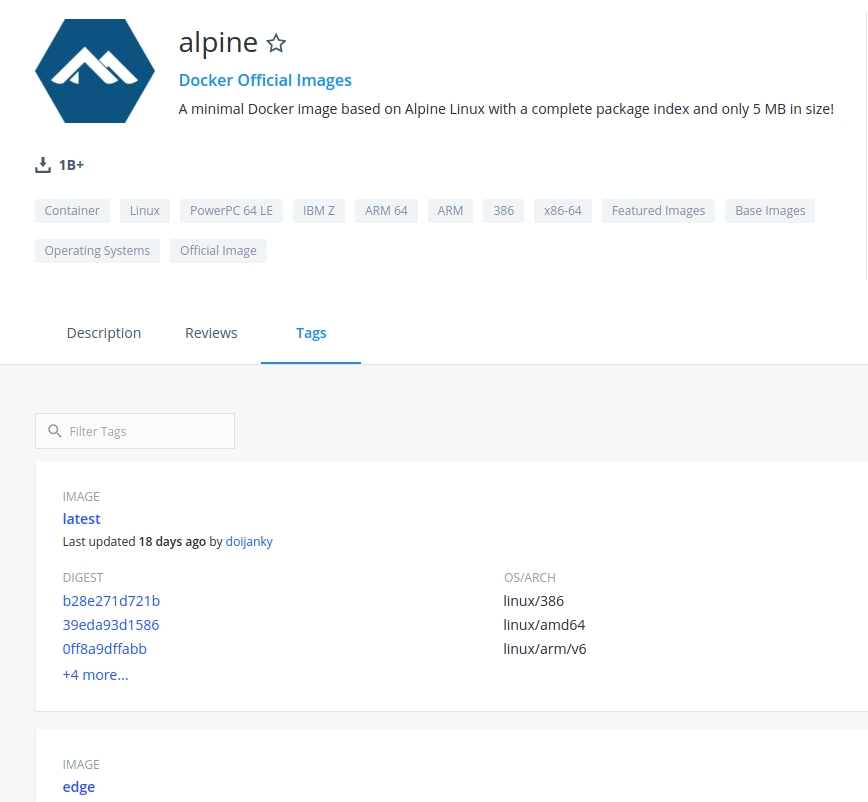 alpine
Docker Official Images
A minimal Docker image based on Alpine Linux with a complete package index and only 5 MB in size!
1B+
Container Linux PowerPC 64 LE IBM Z ARM 64 ARM 386 x86-64 Featured Images Base Images
Operating Systems Official Image
Description Reviews Tags
Filter Tags
IMAGE
latest
Last updated 18 days ago by doijanky
DIGEST OS/ARCH
b28e271d721b linux/386
39eda93d1586 linux/amd64
0ff8a9dffabb linux/arm/v6
+4 more...
IMAGE
edge